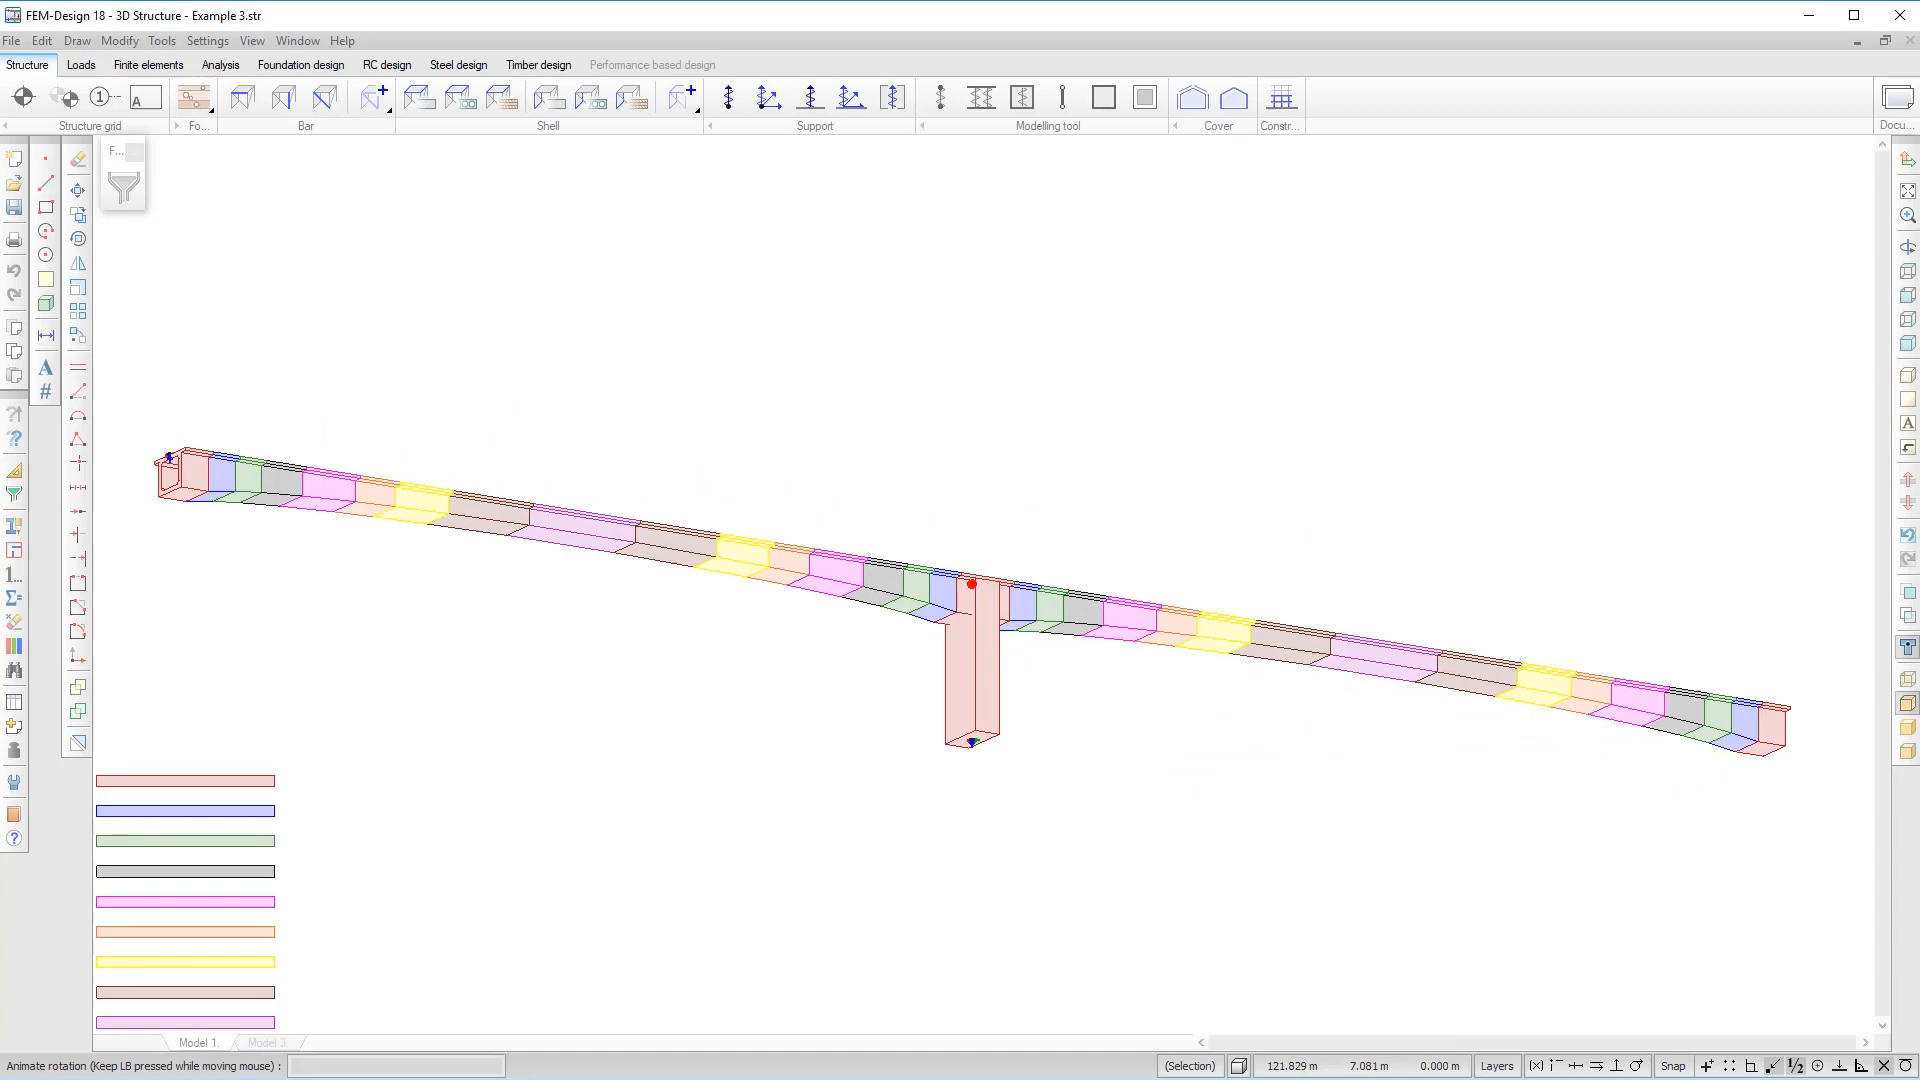 FEM-Design 18 - 3D Structure - Example 3.str
File Edit Draw Modify Tools Settings View Window Help
Structure Loads Finite elements Analysis Foundation design RC design Steel design Timber design Performance based design
Structure grid Fo... Bar Shell Support Modelling tool Cover Constr... Docu...
F...
Model 1. Model 3.
Animate rotation (Keep LB pressed while moving mouse) : (Selection) 121.829 m 7.081 m 0.000 m Layers Snap